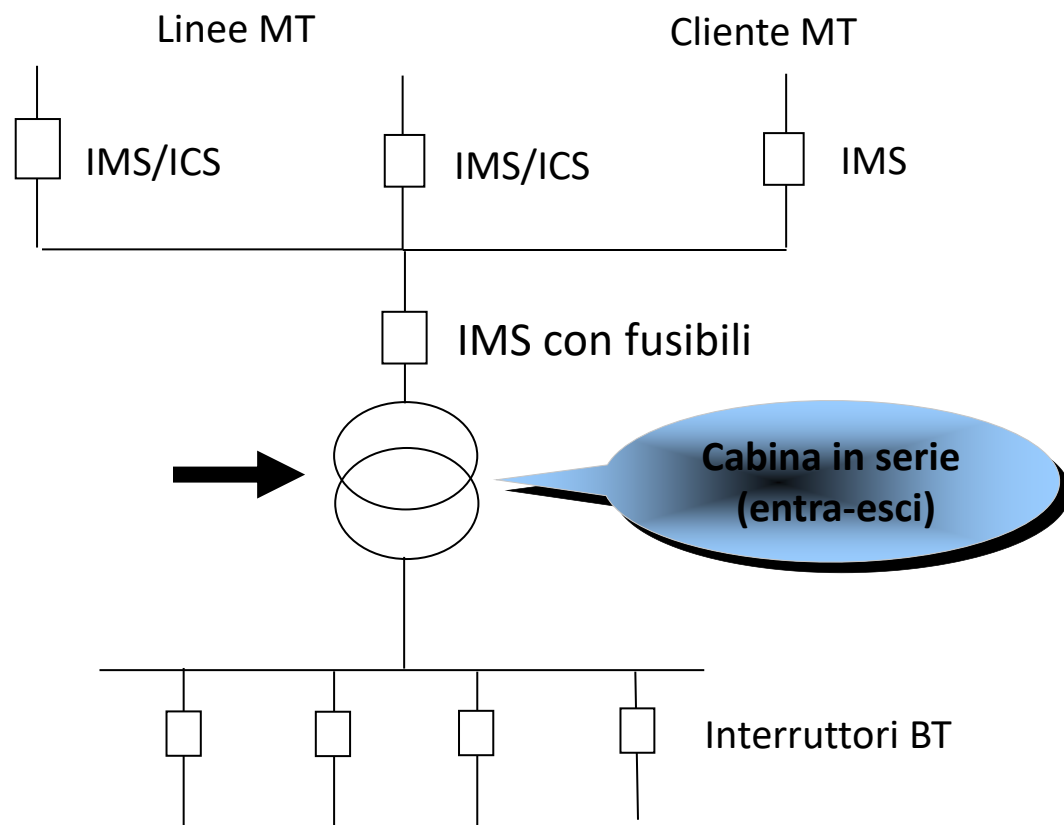 Linee MT
Cliente MT
IMS/ICS
IMS/ICS
IMS
IMS con fusibili
Cabina in serie
(entra-esci)
Interruttori BT